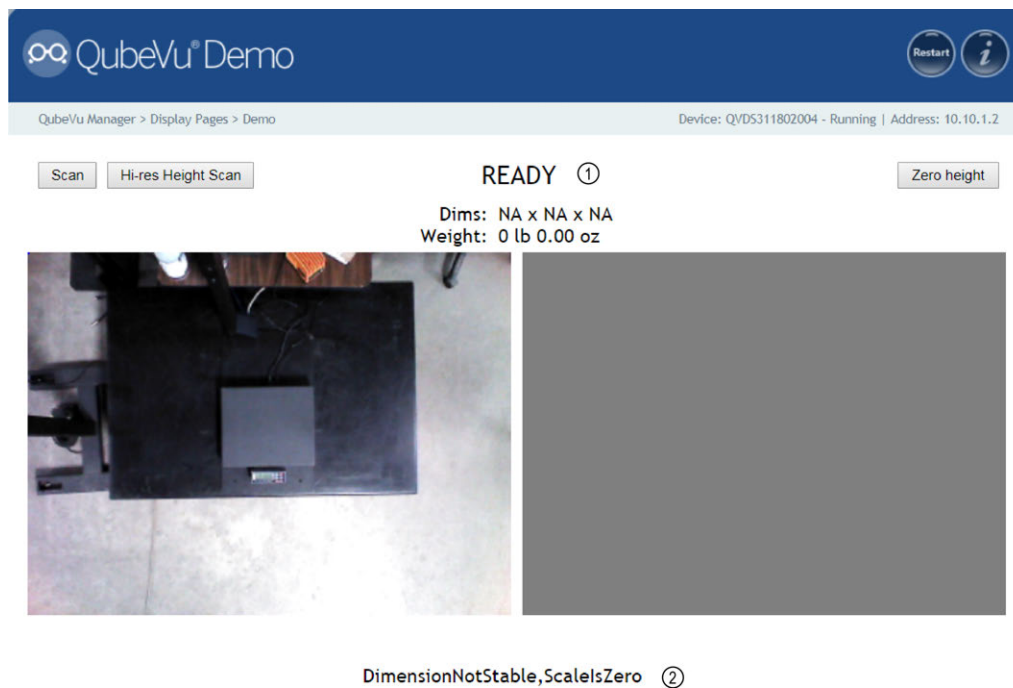 QubeVu® Demo
Restart
i
QubeVu Manager > Display Pages > Demo
Device: QVDS311802004 - Running | Address: 10.10.1.2
Scan
Hi-res Height Scan
READY ①
Zero height
Dims: NA x NA x NA
Weight: 0 lb 0.00 oz
DimensionNotStable,ScaleIsZero ②